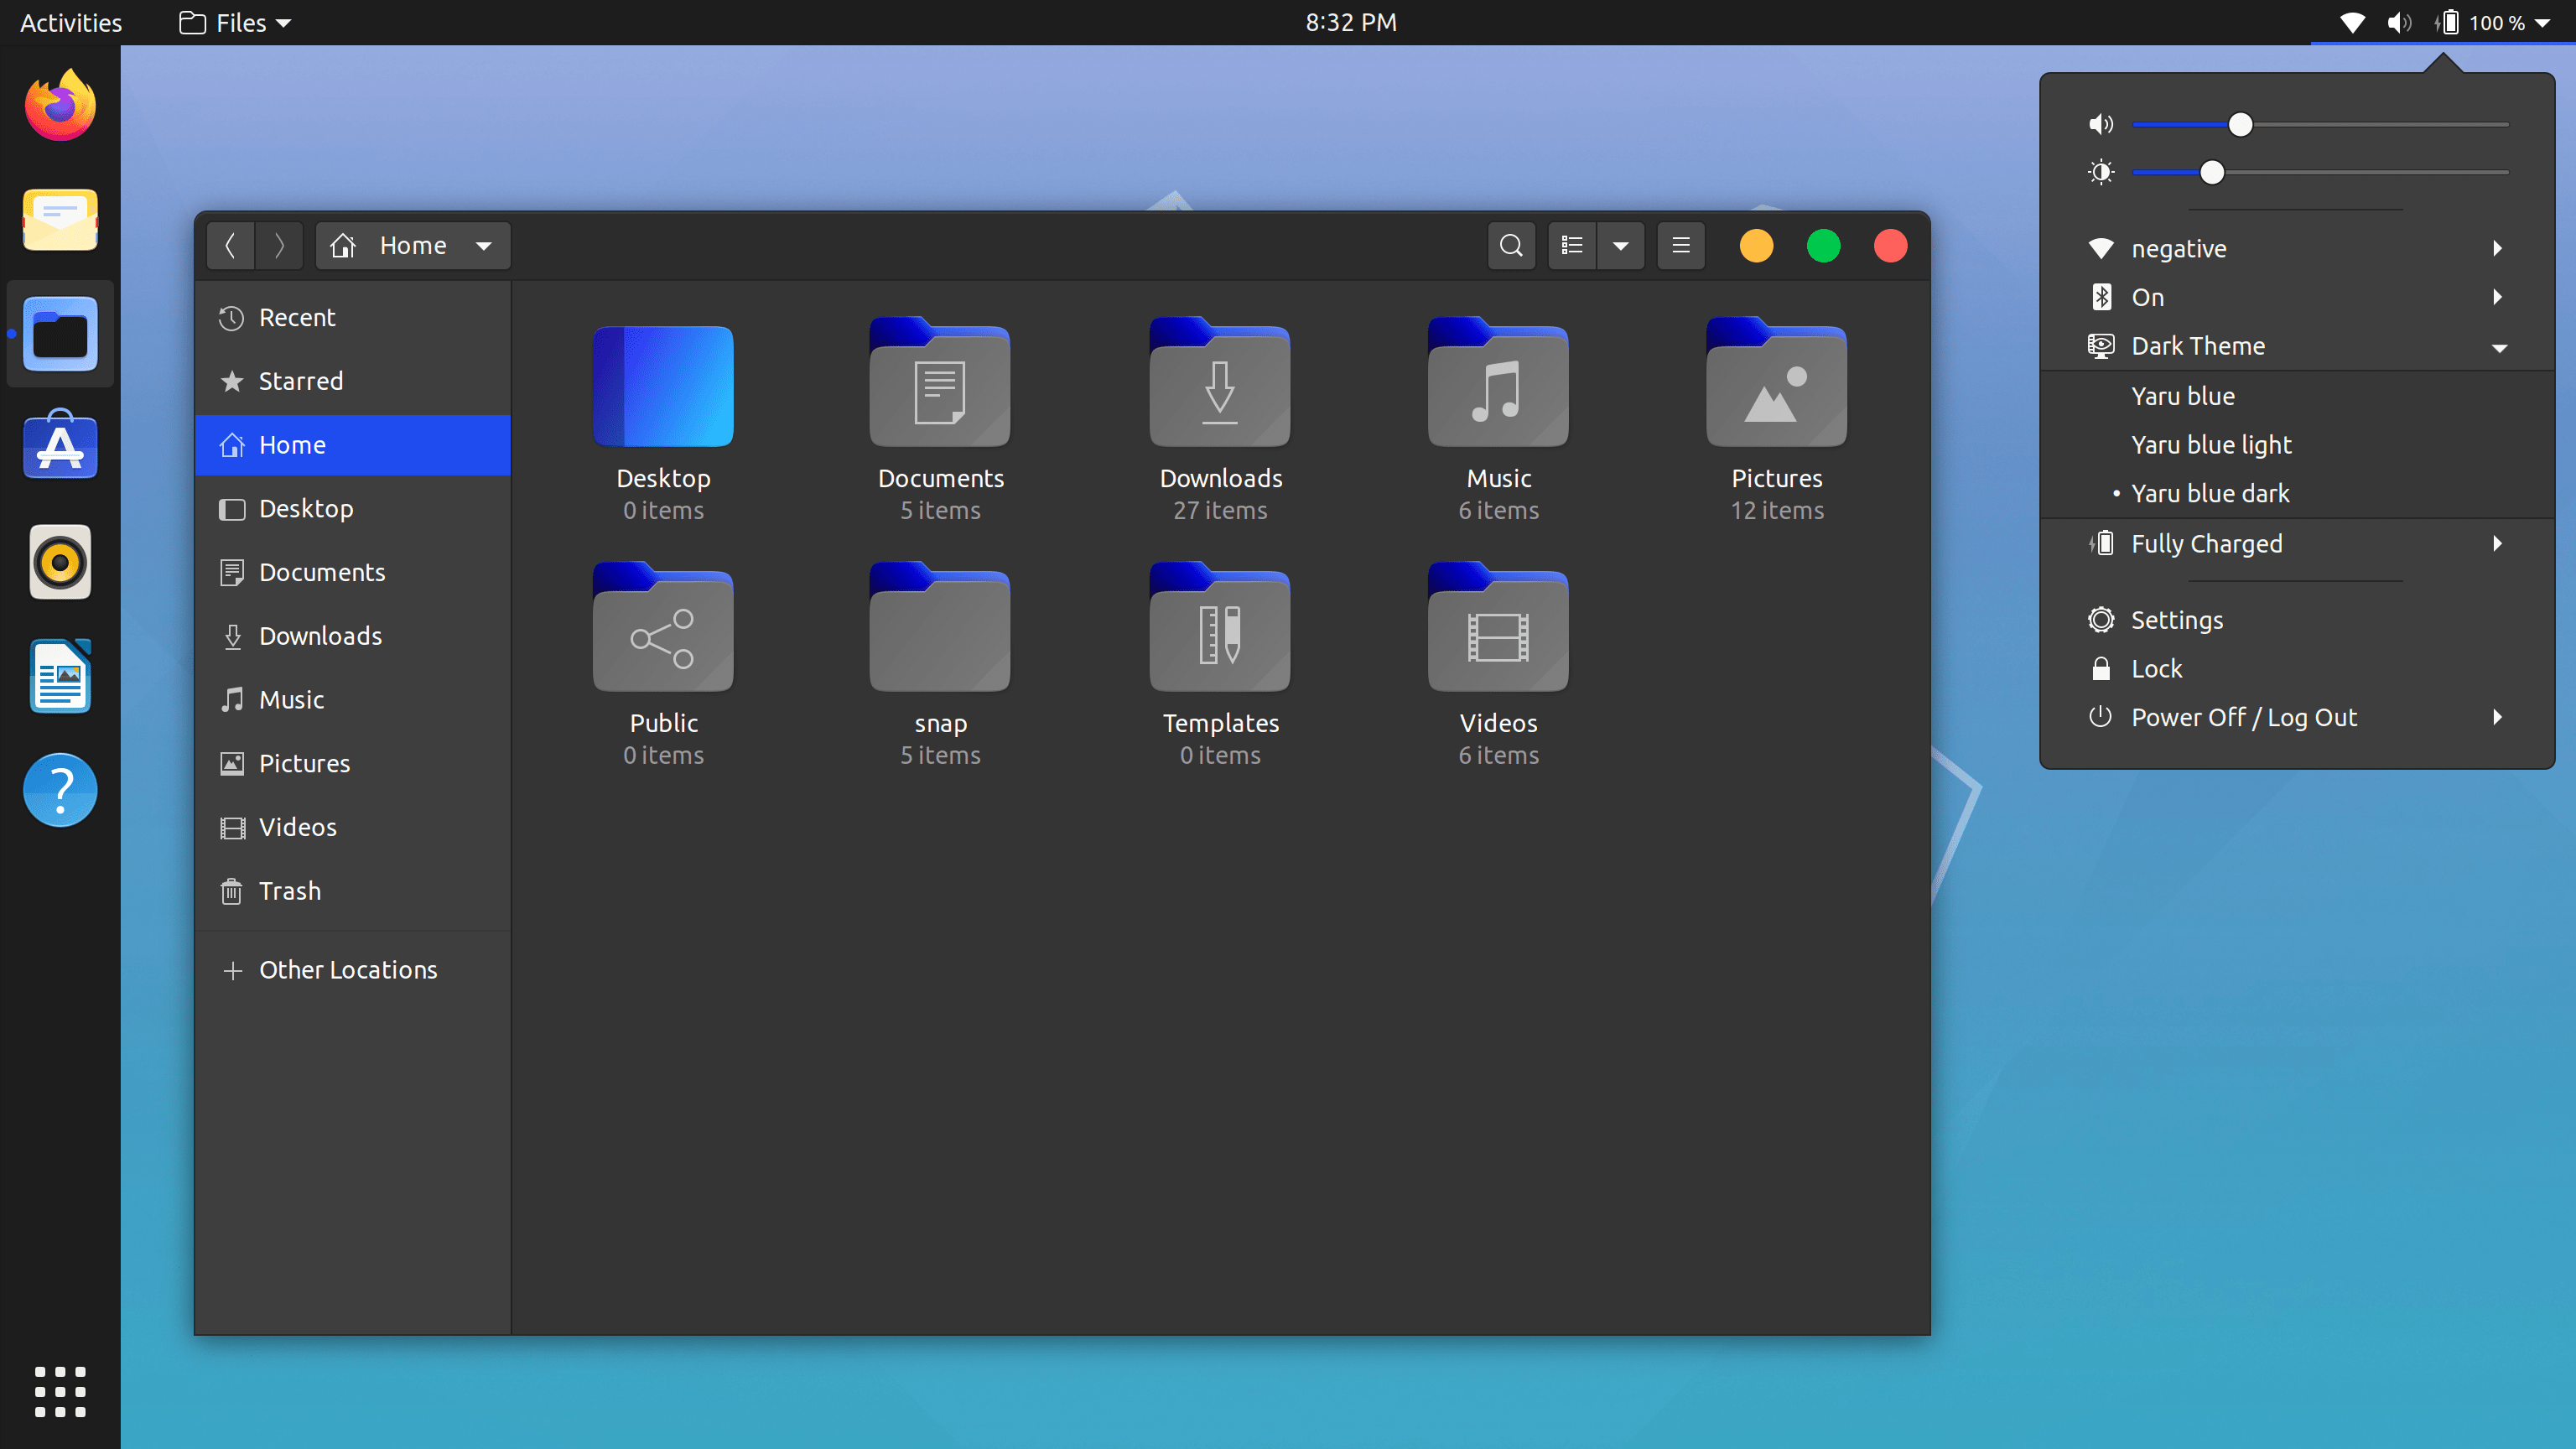 Activities
Files
8:32 PM
100 %
Home
Recent
Starred
Home
Desktop
Documents
Downloads
Music
Pictures
Videos
Trash
Other Locations
Desktop
0 items
Documents
5 items
Downloads
27 items
Music
6 items
Pictures
12 items
Public
0 items
snap
5 items
Templates
0 items
Videos
6 items
negative
On
Dark Theme
Yaru blue
Yaru blue light
• Yaru blue dark
Fully Charged
Settings
Lock
Power Off / Log Out